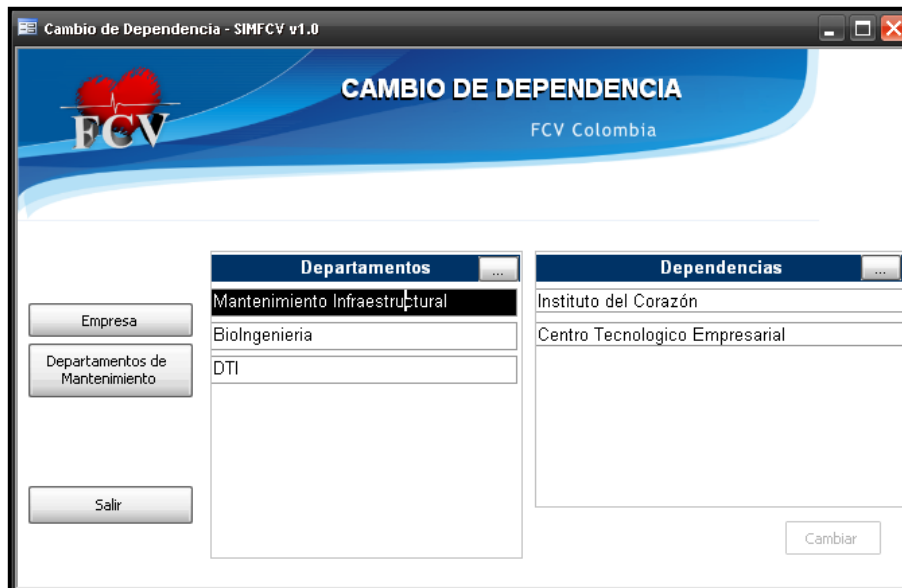 Cambio de Dependencia - SIMFCV v1.0
CAMBIO DE DEPENDENCIA
FCV
FCV Colombia
Departamentos
...
Dependencias
...
Mantenimiento Infraestructural
Instituto del Corazón
Empresa
BioIngenieria
Centro Tecnologico Empresarial
Departamentos de
Mantenimiento
DTI
Salir
Cambiar